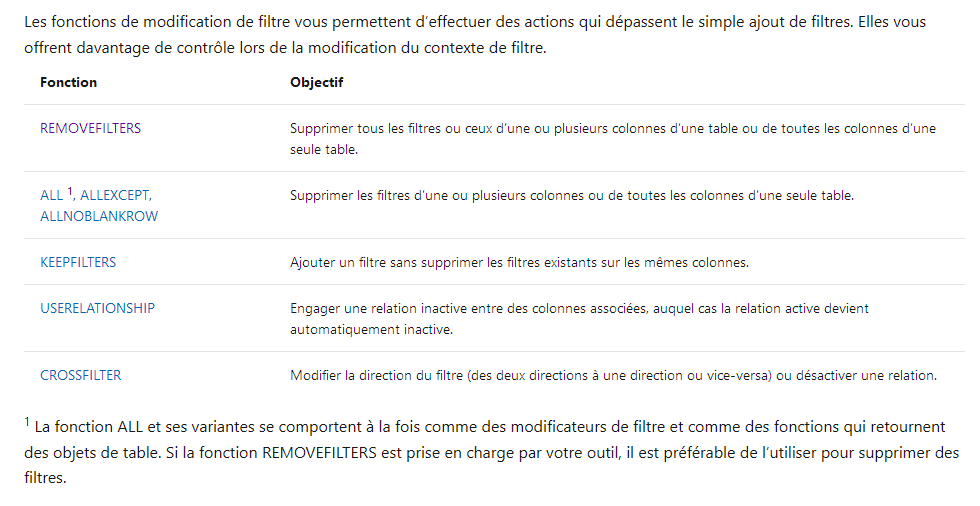 Les fonctions de modification de filtre vous permettent d’effectuer des actions qui dépassent le simple ajout de filtres. Elles vous
offrent davantage de contrôle lors de la modification du contexte de filtre.
Fonction Objectif
REMOVEFILTERS Supprimer tous les filtres ou ceux d’une ou plusieurs colonnes d’une table ou de toutes les colonnes d’une
seule table.
ALL 1, ALLEXCEPT, Supprimer les filtres d’une ou plusieurs colonnes ou de toutes les colonnes d’une seule table.
ALLNOBLANKROW
KEEPFILTERS Ajouter un filtre sans supprimer les filtres existants sur les mêmes colonnes.
USERELATIONSHIP Engager une relation inactive entre des colonnes associées, auquel cas la relation active devient
automatiquement inactive.
CROSSFILTER Modifier la direction du filtre (des deux directions à une direction ou vice-versa) ou désactiver une relation.
1 La fonction ALL et ses variantes se comportent à la fois comme des modificateurs de filtre et comme des fonctions qui retournent
des objets de table. Si la fonction REMOVEFILTERS est prise en charge par votre outil, il est préférable de l’utiliser pour supprimer des
filtres.